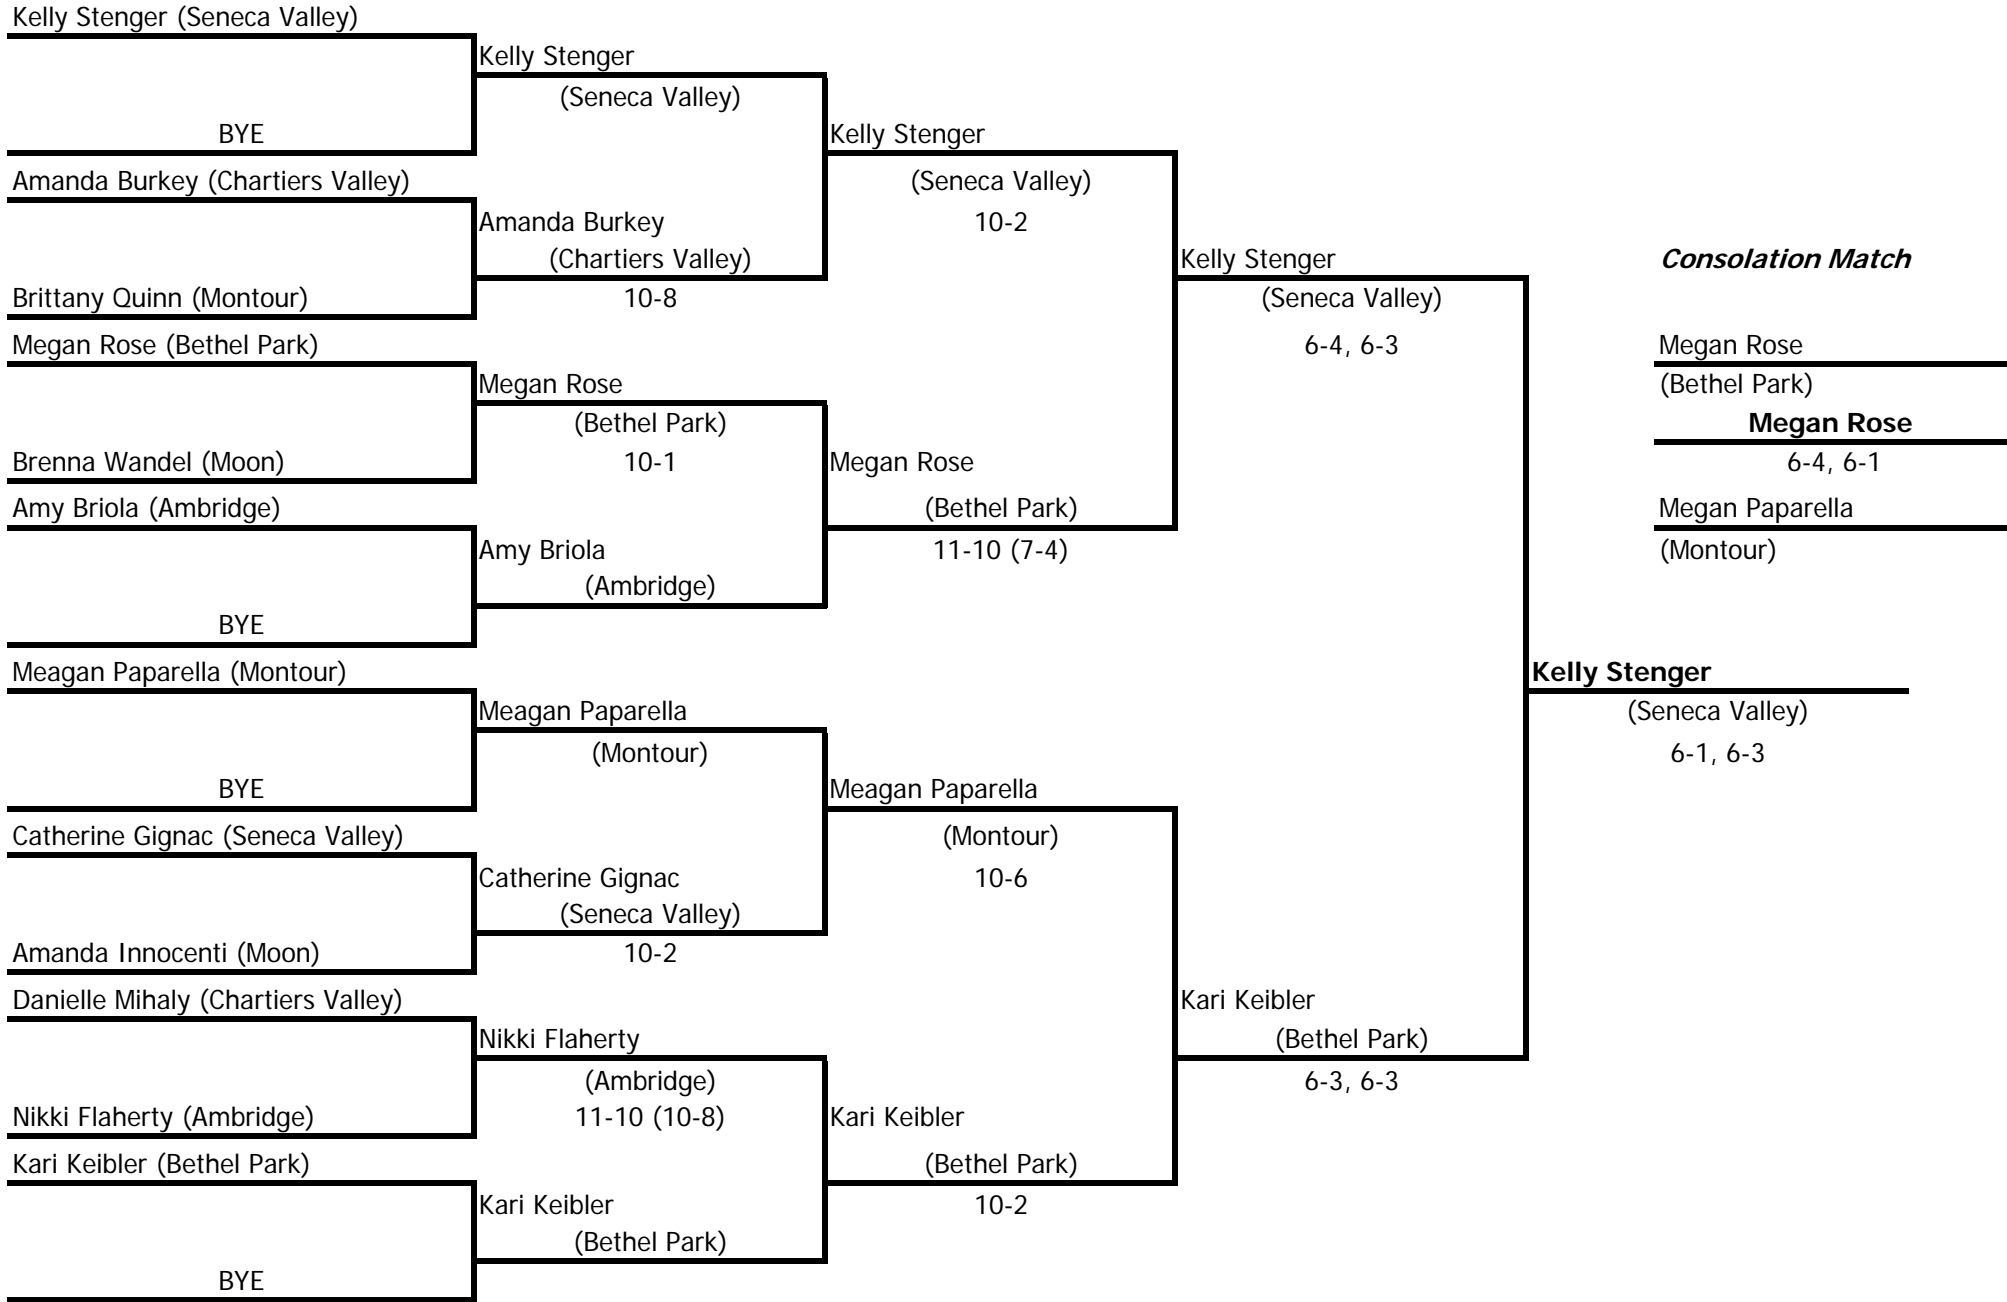 Kelly Stenger (Seneca Valley)
BYE
Amanda Burkey (Chartiers Valley)
Brittany Quinn (Montour)
Megan Rose (Bethel Park)
Brenna Wandel (Moon)
Amy Briola (Ambridge)
BYE
Meagan Paparella (Montour)
BYE
Catherine Gignac (Seneca Valley)
Amanda Innocenti (Moon)
Danielle Mihaly (Chartiers Valley)
Nikki Flaherty (Ambridge)
Kari Keibler (Bethel Park)
BYE
Kelly Stenger
(Seneca Valley)
Amanda Burkey
(Chartiers Valley)
10-8
Megan Rose
(Bethel Park)
10-1
Amy Briola
(Ambridge)
Meagan Paparella
(Montour)
Catherine Gignac
(Seneca Valley)
10-2
Nikki Flaherty
(Ambridge)
11-10 (10-8)
Kari Keibler
(Bethel Park)
Kelly Stenger
(Seneca Valley)
10-2
Megan Rose
(Bethel Park)
11-10 (7-4)
Meagan Paparella
(Montour)
10-6
Kari Keibler
(Bethel Park)
10-2
Kelly Stenger
(Seneca Valley)
6-4, 6-3
Kari Keibler
(Bethel Park)
6-3, 6-3
Kelly Stenger
(Seneca Valley)
6-1, 6-3
Consolation Match
Megan Rose
(Bethel Park)
Megan Rose
6-4, 6-1
Megan Paparella
(Montour)